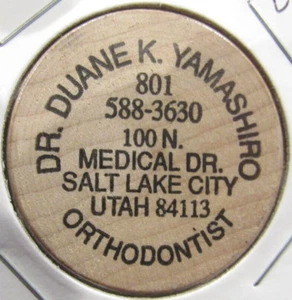 DR. DUANE K. YAMASHIRO
801
588-3630
100 N.
MEDICAL DR.
SALT LAKE CITY
UTAH 84113
ORTHODONTIST